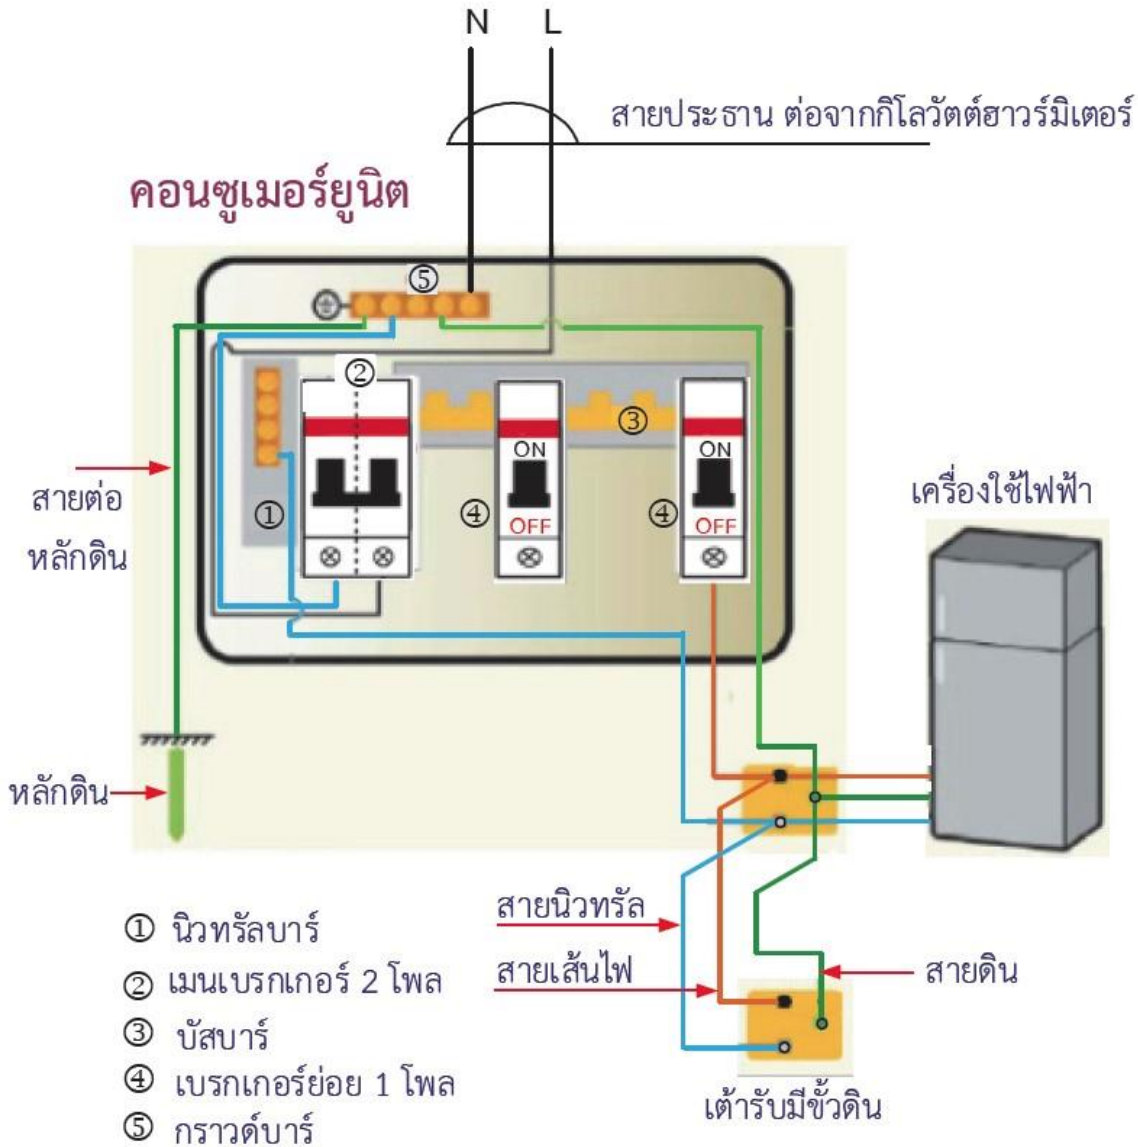 N L
สายประธาน ต่อจากกิโลวัตต์ฮาวร์มิเตอร์
คอนซูเมอร์ยูนิต
⑤
②
③
ON
ON
สายต่อ
หลักดิน
①
④
OFF
④
OFF
เครื่องใช้ไฟฟ้า
หลักดิน
① นิวทรัลบาร์
② เมนเบรกเกอร์ 2 โพล
③ บัสบาร์
④ เบรกเกอร์ย่อย 1 โพล
⑤ กราวด์บาร์
สายนิวทรัล
สายเส้นไฟ
สายดิน
เต้ารับมีขั้วดิน